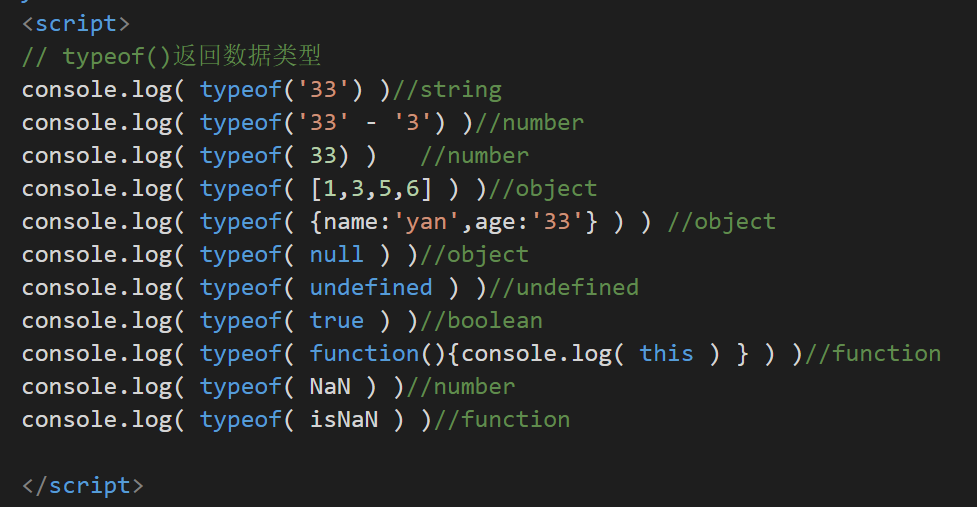 <script>
// typeof()返回数据类型
console.log( typeof('33') )//string
console.log( typeof('33' - '3') )//number
console.log( typeof( 33) )   //number
console.log( typeof( [1,3,5,6] ) )//object
console.log( typeof( {name:'yan',age:'33'} ) ) //object
console.log( typeof( null ) )//object
console.log( typeof( undefined ) )//undefined
console.log( typeof( true ) )//boolean
console.log( typeof( function(){console.log( this ) } ) )//function
console.log( typeof( NaN ) )//number
console.log( typeof( isNaN ) )//function
</script>